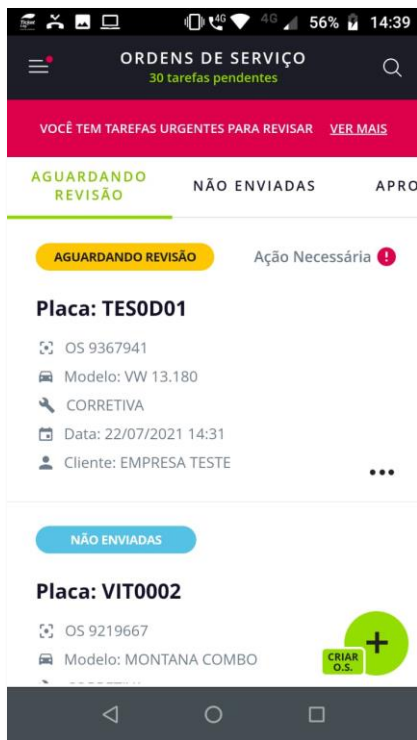 4G 4G 56% 14:39
ORDENS DE SERVIÇO
30 tarefas pendentes
VOCÊ TEM TAREFAS URGENTES PARA REVISAR VER MAIS
AGUARDANDO
REVISÃO
NÃO ENVIADAS
APRO
AGUARDANDO REVISÃO
Ação Necessária
Placa: TES0D01
OS 9367941
Modelo: VW 13.180
CORRETIVA
Data: 22/07/2021 14:31
Cliente: EMPRESA TESTE
NÃO ENVIADAS
Placa: VIT0002
OS 9219667
Modelo: MONTANA COMBO
CRIAR
O.S.